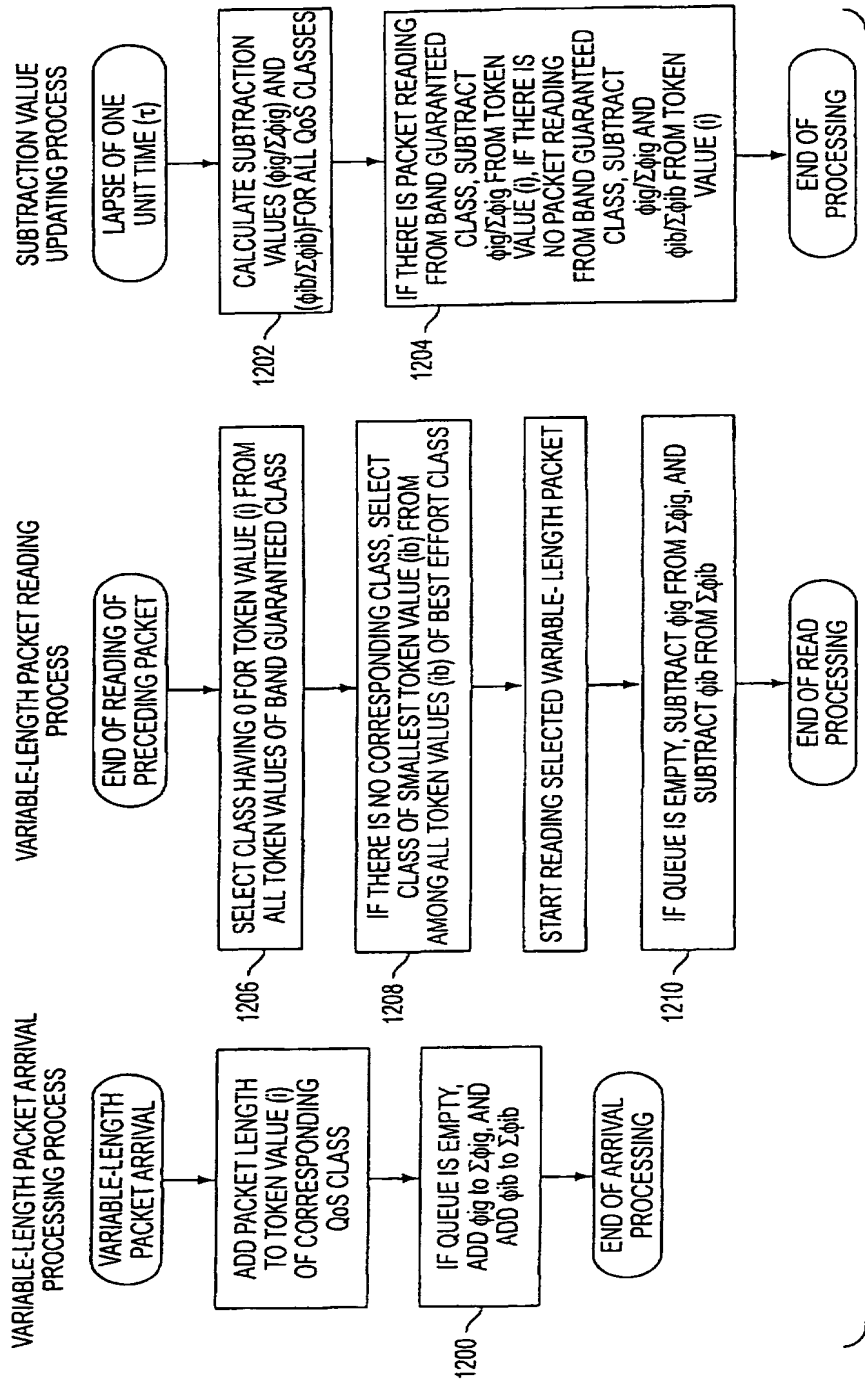 VARIABLE-LENGTH PACKET ARRIVAL
PROCESSING PROCESS
VARIABLE-LENGTH
PACKET ARRIVAL
ADD PACKET LENGTH
TO TOKEN VALUE (i)
OF CORRESPONDING
QoS CLASS
IF QUEUE IS EMPTY,
ADD ϕig to Σϕig, AND
ADD ϕib to Σϕib
1200
END OF ARRIVAL
PROCESSING
VARIABLE-LENGTH PACKET READING
PROCESS
END OF READING OF
PRECEDING PACKET
SELECT CLASS HAVING 0 FOR TOKEN VALUE (i) FROM
ALL TOKEN VALUES OF BAND GUARANTEED CLASS
1206
IF THERE IS NO CORRESPONDING CLASS, SELECT
CLASS OF SMALLEST TOKEN VALUE (ib) FROM
AMONG ALL TOKEN VALUES (ib) OF BEST EFFORT CLASS
1208
START READING SELECTED VARIABLE- LENGTH PACKET
IF QUEUE IS EMPTY, SUBTRACT ϕig FROM Σϕig, AND
SUBTRACT ϕib FROM Σϕib
1210
END OF READ
PROCESSING
SUBTRACTION VALUE
UPDATING PROCESS
LAPSE OF ONE
UNIT TIME (τ)
CALCULATE SUBTRACTION
VALUES (ϕig/Σϕig) AND
(ϕib/Σϕib) FOR ALL QoS CLASSES
1202
IF THERE IS PACKET READING
FROM BAND GUARANTEED
CLASS, SUBTRACT
ϕig/Σϕig FROM TOKEN
VALUE (i), IF THERE IS
NO PACKET READING
FROM BAND GUARANTEED
CLASS, SUBTRACT
ϕig/Σϕig AND
ϕib/Σϕib FROM TOKEN
VALUE (i)
1204
END OF
PROCESSING